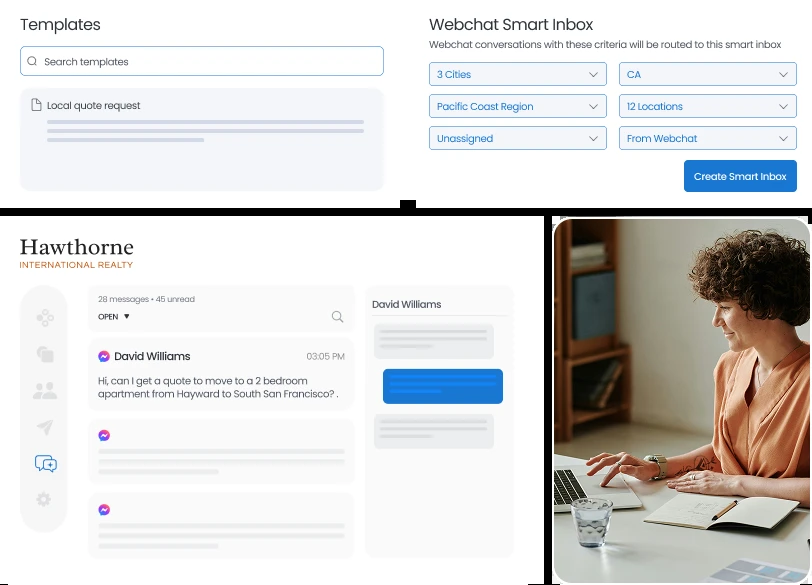 Templates
Search templates
Local quote request
Webchat Smart Inbox
Webchat conversations with these criteria will be routed to this smart inbox
3 Cities
CA
Pacific Coast Region
12 Locations
Unassigned
From Webchat
Create Smart Inbox
Hawthorne
INTERNATIONAL REALTY
28 messages • 45 unread
OPEN ▼
David Williams
03:05 PM
Hi, can I get a quote to move to a 2 bedroom
apartment from Hayward to South San Francisco? .
David Williams